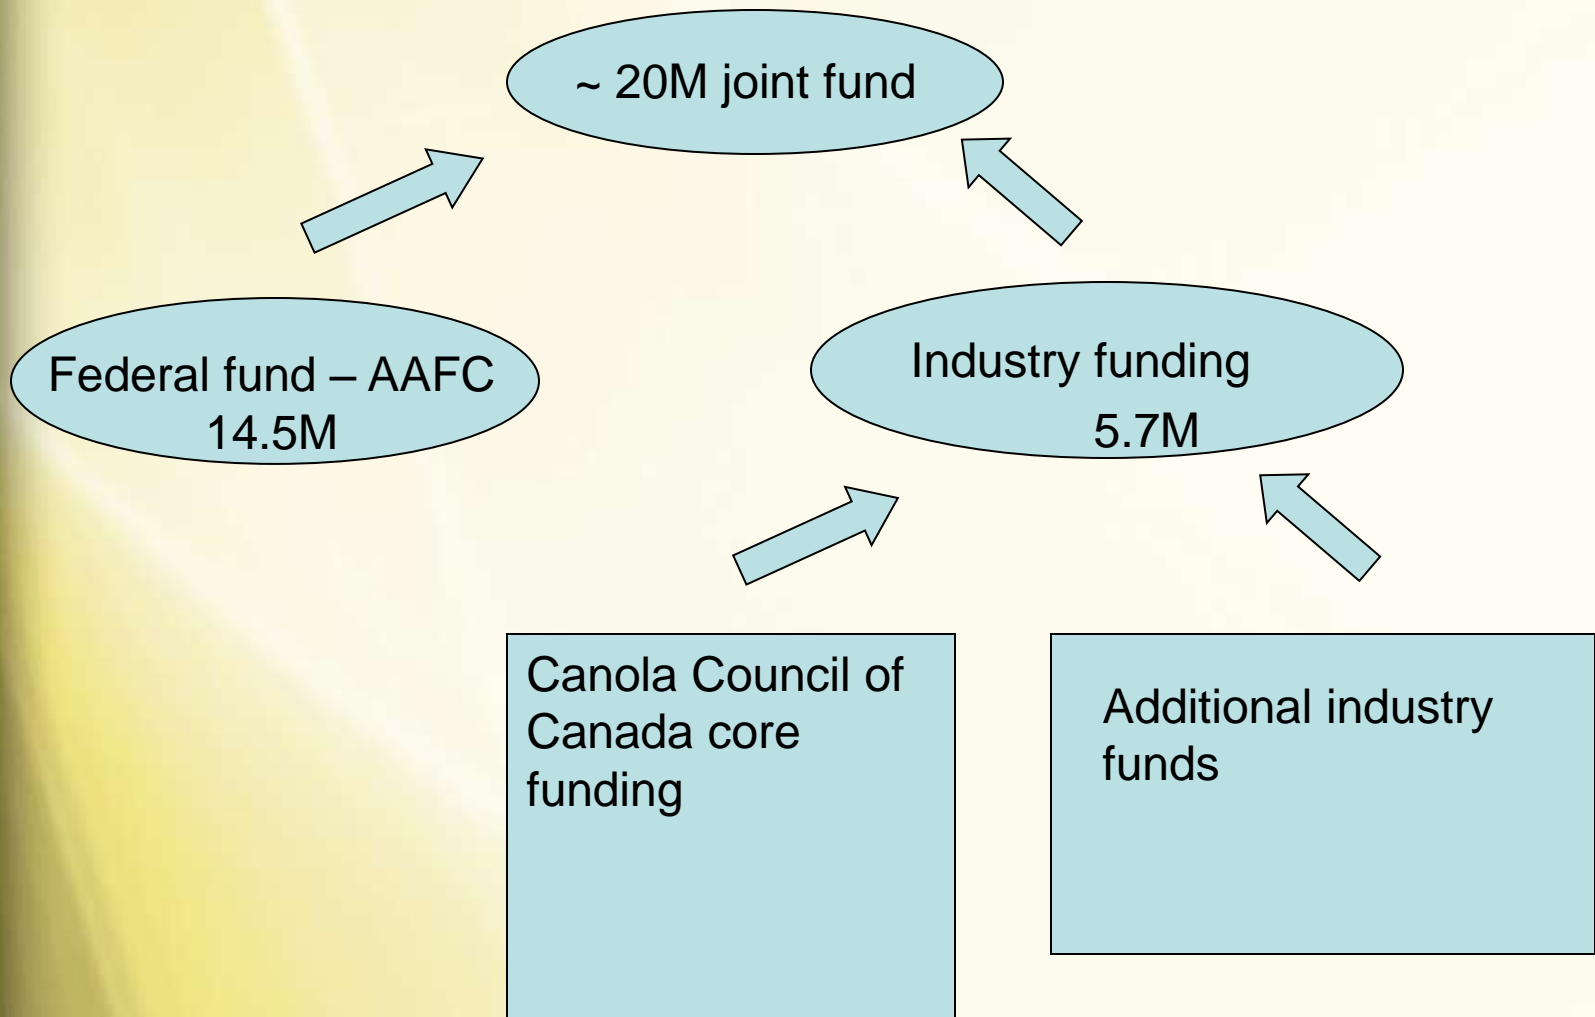 ~ 20M joint fund
Federal fund – AAFC
14.5M
Industry funding
5.7M
Canola Council of
Canada core
funding
Additional industry
funds